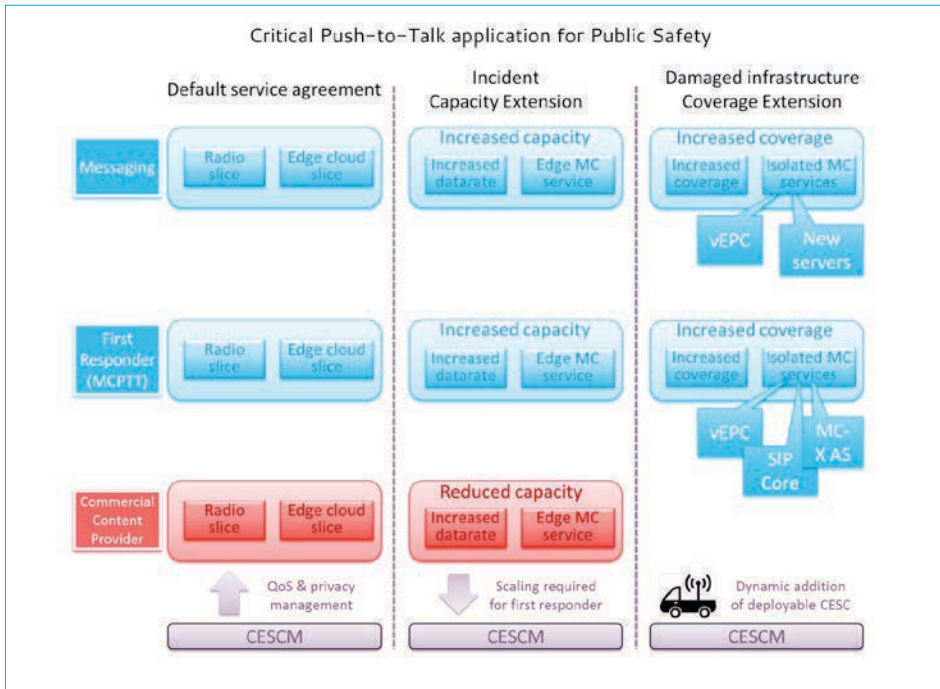 Critical Push-to-Talk application for Public Safety
Default service agreement
Incident
Capacity Extension
Damaged infrastructure
Coverage Extension
Messaging
Radio
slice
Edge cloud
slice
Increased capacity
Increased
datarate
Edge MC
service
Increased coverage
Increased
coverage
Isolated MC
services
vEPC
New
servers
First
Responder
(MCPTT)
Radio
slice
Edge cloud
slice
Increased capacity
Increased
datarate
Edge MC
service
Increased coverage
Increased
coverage
Isolated MC
services
vEPC
SIP
Core
MC-
X AS
Commercial
Content
Provider
Radio
slice
Edge cloud
slice
Reduced capacity
Increased
datarate
Edge MC
service
QoS & privacy
management
Scaling required
for first responder
Dynamic addition
of deployable CESC
CESCM
CESCM
CESCM